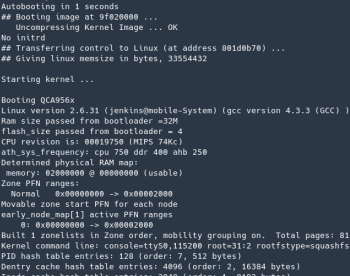 Autobooting in 1 seconds
## Booting image at 9f020000 ...
Uncompressing Kernel Image ... OK
No initrd
## Transferring control to Linux (at address 801d0b70) ...
## Giving linux memsize in bytes, 33554432
Starting kernel ...
Booting QCA956x
Linux version 2.6.31 (jenkins@mobile-System) (gcc version 4.3.3 (GCC) )
Ram size passed from bootloader =32M
flash_size passed from bootloader = 4
CPU revision is: 00019750 (MIPS 74Kc)
ath_sys_frequency: cpu 750 ddr 400 ahb 250
Determined physical RAM map:
memory: 02000000 @ 00000000 (usable)
Zone PFN ranges:
Normal 0x00000000 -> 0x00002000
Movable zone start PFN for each node
early_node_map[1] active PFN ranges
0: 0x00000000 -> 0x00002000
Built 1 zonelists in Zone order, mobility grouping on. Total pages: 81
Kernel command line: console=ttyS0,115200 root=31:2 rootfstype=squashfs
PID hash table entries: 128 (order: 7, 512 bytes)
Dentry cache hash table entries: 4096 (order: 2, 16384 bytes)